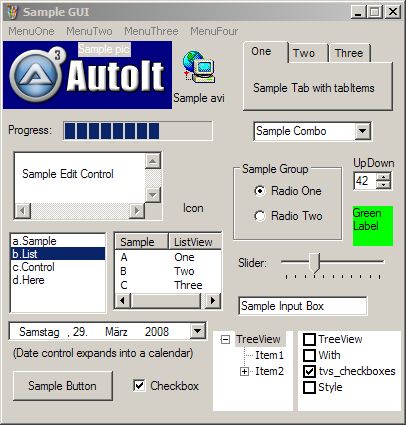 Sample GUI
MenuOne MenuTwo MenuThree MenuFour
Sample pic
A 3 AutoIt
Sample avi
One Two Three
Sample Tab with tabItems
Progress:
Sample Combo
Sample Edit Control
Icon
Sample Group
Radio One
Radio Two
UpDown
42
Green
Label
a.Sample
b.List
c.Control
d.Here
Sample ListView
A One
B Two
C Three
Slider:
Sample Input Box
Samstag , 29. März 2008
(Date control expands into a calendar)
Sample Button
Checkbox
TreeView
Item1
Item2
TreeView
With
tvs_checkboxes
Style